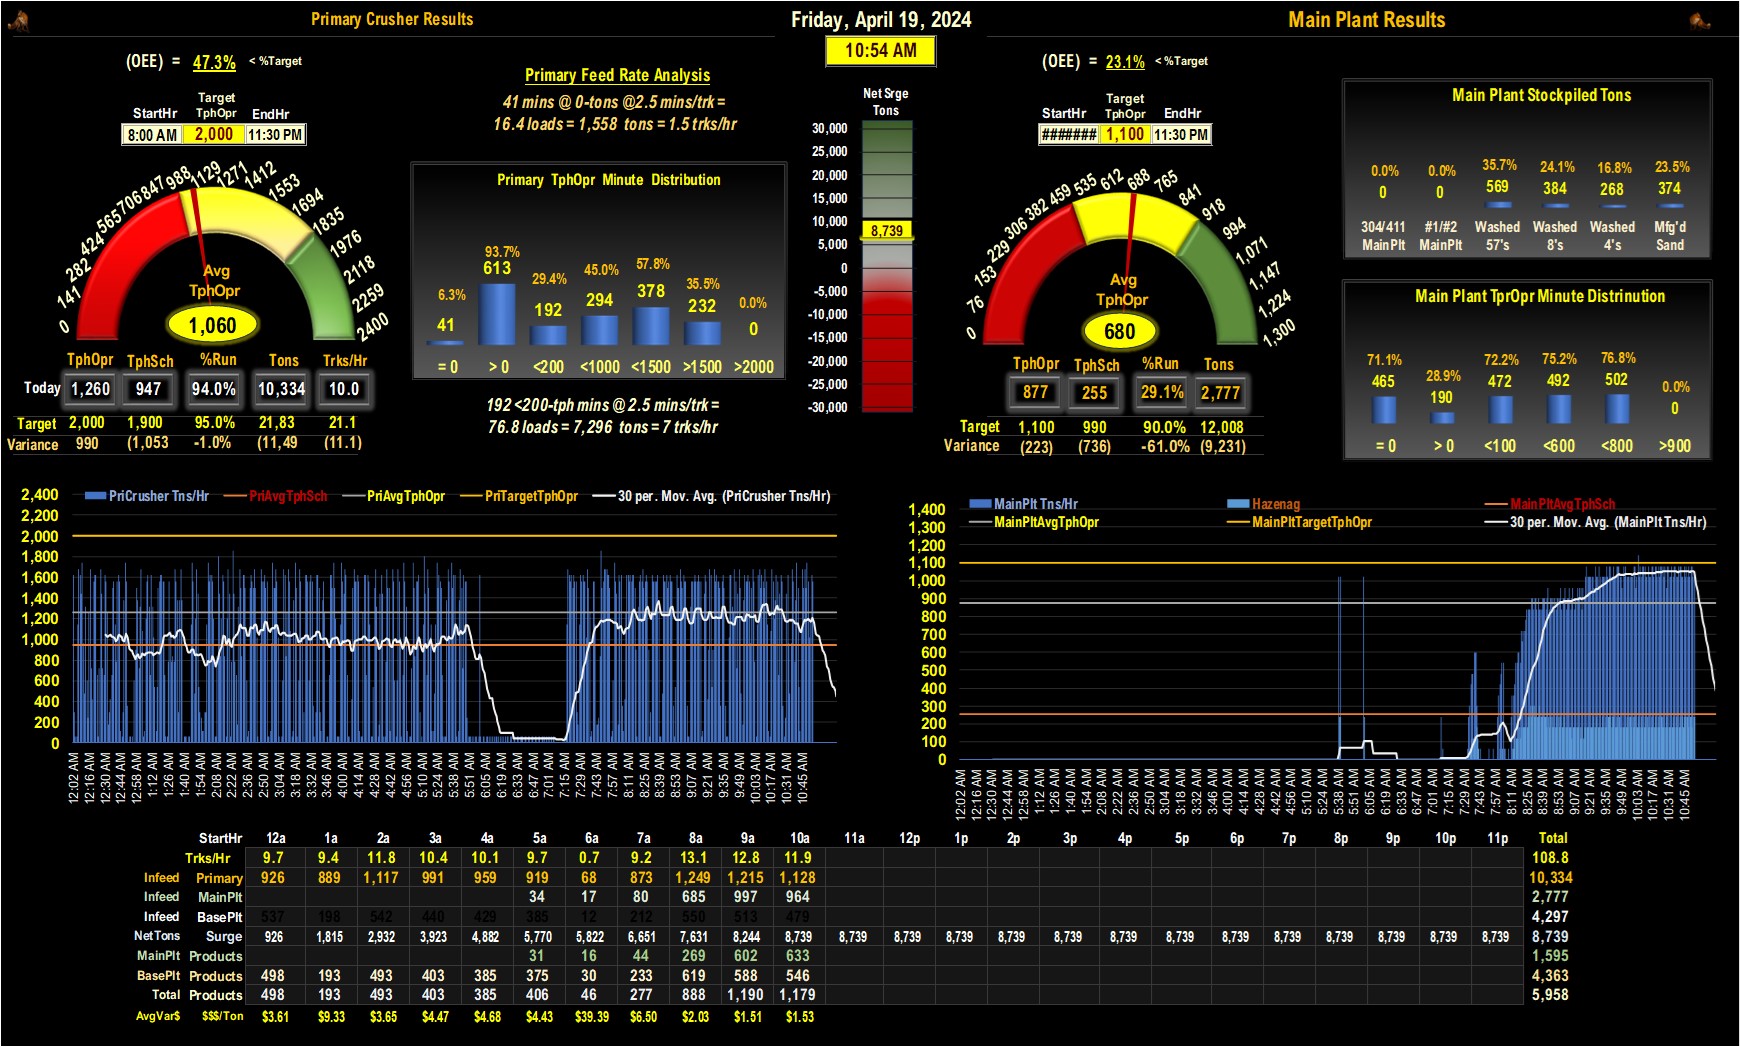 Primary Crusher Results
Friday, April 19, 2024
Main Plant Results
10:54 AM
(OEE) = 47.3% < %Target
StartHr Target TphOpr EndHr
8:00 AM 2,000 11:30 PM
0 141 282 424 565 706 847 988 1129 1271 1412 1553 1694 1835 1976 2118 2259 2400
Avg
TphOpr
1,060
TphOpr TphSch %Run Tons Trks/Hr
Today 1,260 947 94.0% 10,334 10.0
Target 2,000 1,900 95.0% 21,83 21.1
Variance 990 (1,053 -1.0% (11,49 (11.1)
Primary Feed Rate Analysis
41 mins @ 0-tons @2.5 mins/trk =
16.4 loads = 1,558 tons = 1.5 trks/hr
Primary TphOpr Minute Distribution
6.3% 93.7% 29.4% 45.0% 57.8% 35.5% 0.0%
41 613 192 294 378 232 0
= 0 > 0 <200 <1000 <1500 >1500 >2000
192 <200-tph mins @ 2.5 mins/trk =
76.8 loads = 7,296 tons = 7 trks/hr
Net Srge
Tons
30,000
25,000
20,000
15,000
10,000
8,739
5,000
0
-5,000
-10,000
-15,000
-20,000
-25,000
-30,000
(OEE) = 23.1% < %Target
StartHr Target TphOpr EndHr
####### 1,100 11:30 PM
0 76 153 229 306 382 459 535 612 688 765 841 918 994 1,071 1,147 1,224 1,300
Avg
TphOpr
680
TphOpr TphSch %Run Tons
877 255 29.1% 2,777
Target 1,100 990 90.0% 12,008
Variance (223) (736) -61.0% (9,231)
Main Plant Stockpiled Tons
0.0% 0.0% 35.7% 24.1% 16.8% 23.5%
0 0 569 384 268 374
304/411 #1/#2 Washed Washed Washed Mfg'd
MainPlt MainPlt 57's 8's 4's Sand
Main Plant TprOpr Minute Distrinution
71.1% 28.9% 72.2% 75.2% 76.8% 0.0%
465 190 472 492 502 0
= 0 > 0 <100 <600 <800 >900
PriCrusher Tns/Hr PriAvgTphSch PriAvgTphOpr PriTargetTphOpr 30 per. Mov. Avg. (PriCrusher Tns/Hr)
2,400
2,200
2,000
1,800
1,600
1,400
1,200
1,000
800
600
400
200
0
12:02 AM 12:16 AM 12:30 AM 12:44 AM 12:58 AM 1:12 AM 1:26 AM 1:40 AM 1:54 AM 2:08 AM 2:22 AM 2:36 AM 2:50 AM 3:04 AM 3:18 AM 3:32 AM 3:46 AM 4:00 AM 4:14 AM 4:28 AM 4:42 AM 4:56 AM 5:10 AM 5:24 AM 5:38 AM 5:51 AM 6:05 AM 6:19 AM 6:33 AM 6:47 AM 7:01 AM 7:15 AM 7:29 AM 7:43 AM 7:57 AM 8:11 AM 8:25 AM 8:39 AM 8:53 AM 9:07 AM 9:21 AM 9:35 AM 9:49 AM 10:03 AM 10:17 AM 10:31 AM 10:45 AM
MainPlt Tns/Hr Hazenag MainPltAvgTphSch
MainPltAvgTphOpr MainPltTargetTphOpr 30 per. Mov. Avg. (MainPlt Tns/Hr)
1,400
1,300
1,200
1,100
1,000
900
800
700
600
500
400
300
200
100
0
12:02 AM 12:16 AM 12:30 AM 12:44 AM 12:58 AM 1:12 AM 1:26 AM 1:40 AM 1:54 AM 2:08 AM 2:22 AM 2:36 AM 2:50 AM 3:04 AM 3:18 AM 3:32 AM 3:46 AM 4:00 AM 4:14 AM 4:28 AM 4:42 AM 4:56 AM 5:10 AM 5:24 AM 5:38 AM 5:51 AM 6:05 AM 6:19 AM 6:33 AM 6:47 AM 7:01 AM 7:15 AM 7:29 AM 7:43 AM 7:57 AM 8:11 AM 8:25 AM 8:39 AM 8:53 AM 9:07 AM 9:21 AM 9:35 AM 9:49 AM 10:03 AM 10:17 AM 10:31 AM 10:45 AM
StartHr 12a 1a 2a 3a 4a 5a 6a 7a 8a 9a 10a 11a 12p 1p 2p 3p 4p 5p 6p 7p 8p 9p 10p 11p Total
Trks/Hr 9.7 9.4 11.8 10.4 10.1 9.7 0.7 9.2 13.1 12.8 11.9 108.8
Infeed Primary 926 889 1,117 991 959 919 68 873 1,249 1,215 1,128 10,334
Infeed MainPlt 34 17 80 685 997 964 2,777
Infeed BasePlt 537 198 542 440 429 385 12 212 550 513 479 4,297
NetTons Surge 926 1,815 2,932 3,923 4,882 5,770 5,822 6,651 7,631 8,244 8,739 8,739 8,739 8,739 8,739 8,739 8,739 8,739 8,739 8,739 8,739 8,739 8,739 8,739 8,739
MainPlt Products 31 16 44 269 602 633 1,595
BasePlt Products 498 193 493 403 385 375 30 233 619 588 546 4,363
Total Products 498 193 493 403 385 406 46 277 888 1,190 1,179 5,958
AvgVar$ $$$/Ton $3.61 $9.33 $3.65 $4.47 $4.68 $4.43 $39.39 $6.50 $2.03 $1.51 $1.53